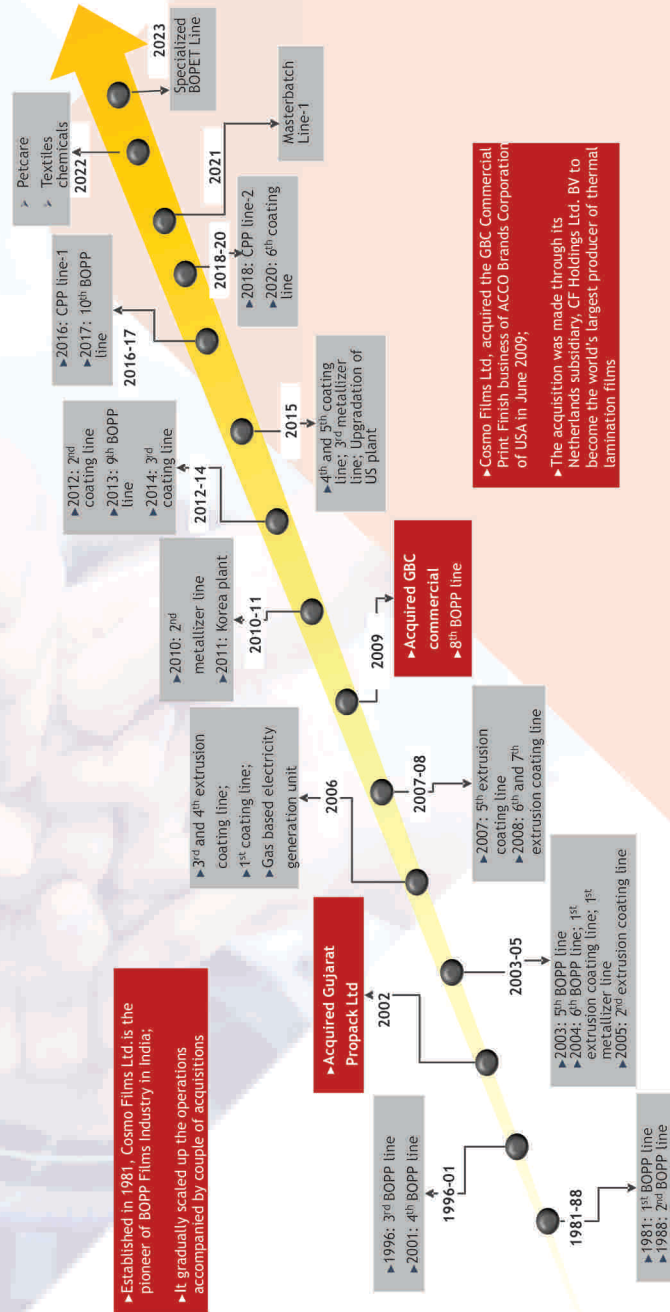 ➤Established in 1981, Cosmo Films Ltd.is the
pioneer of BOPP Films Industry in India;
➤It gradually scaled up the operations
accompanied by couple of acquisitions
1981-88
➤1981: 1st BOPP line
➤1988: 2nd BOPP line
➤1996: 3rd BOPP line
➤2001: 4th BOPP line
1996-01
➤Acquired Gujarat
Propack Ltd
2002
2003-05
➤2003: 5th BOPP line
➤2004: 6th BOPP line; 1st
extrusion coating line; 1st
metallizer line
➤2005: 2nd extrusion coating line
➤3rd and 4th extrusion
coating line;
➤1st coating line;
➤Gas based electricity
generation unit
2006
2007-08
➤2007: 5th extrusion
coating line
➤2008: 6th and 7th
extrusion coating line
2009
➤Acquired GBC
commercial
➤8th BOPP line
➤2010: 2nd
metallizer line
➤2011: Korea plant
2010-11
➤2012: 2nd
coating line
➤2013: 9th BOPP
line
➤2014: 3rd
coating line
2012-14
2015
➤4th and 5th coating
line; 3rd metallizer
line; Upgradation of
US plant
➤2016: CPP line-1
➤2017: 10th BOPP
line
2016-17
2018-20
➤2018: CPP line-2
➤2020: 6th coating
line
2021
Masterbatch
Line-1
➢ Petcare
➢ Textiles
chemicals
2022
2023
Specialized
BOPET Line
➤Cosmo Films Ltd, acquired the GBC Commercial
Print Finish business of ACCO Brands Corporation
of USA in June 2009;
➤The acquisition was made through its
Netherlands subsidiary, CF Holdings Ltd. BV to
become the world's largest producer of thermal
lamination films